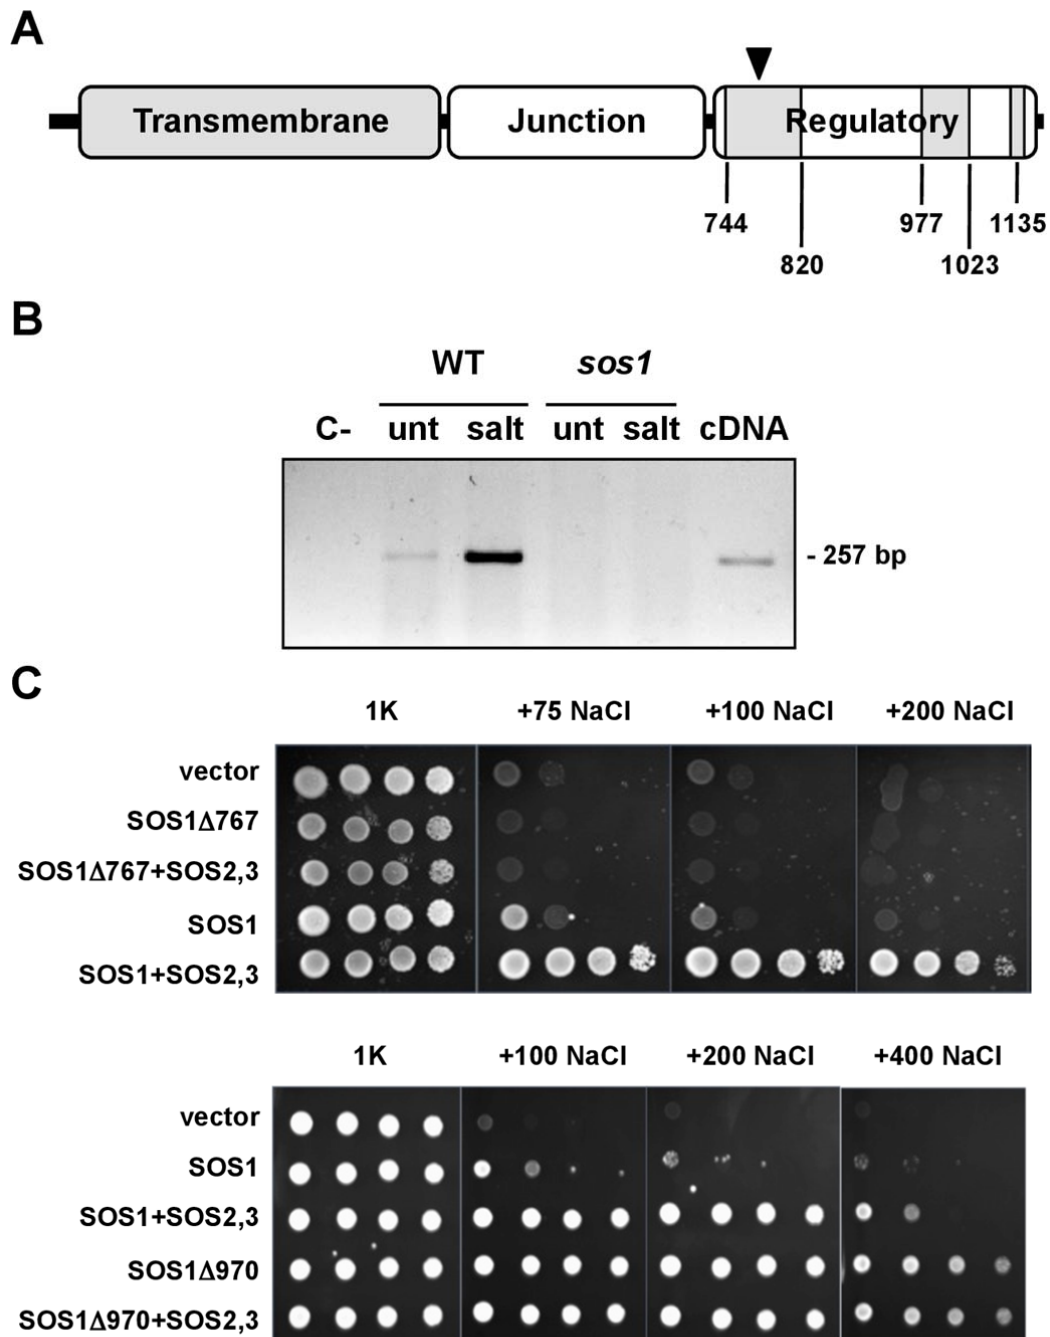 A
Transmembrane Junction Regulatory
744 977 1135
820 1023
B
WT sos1
C- unt salt unt salt cDNA
- 257 bp
C
1K +75 NaCl +100 NaCl +200 NaCl
vector
SOS1Δ767
SOS1Δ767+SOS2,3
SOS1
SOS1+SOS2,3
1K +100 NaCl +200 NaCl +400 NaCl
vector
SOS1
SOS1+SOS2,3
SOS1Δ970
SOS1Δ970+SOS2,3